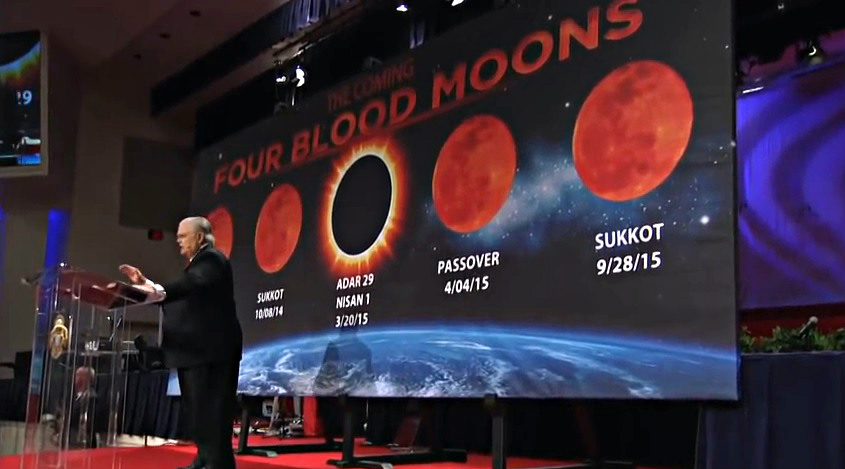 THE COMING
FOUR BLOOD MOONS
SUKKOT
10/08/14
ADAR 29
NISAN 1
3/20/15
PASSOVER
4/04/15
SUKKOT
9/28/15